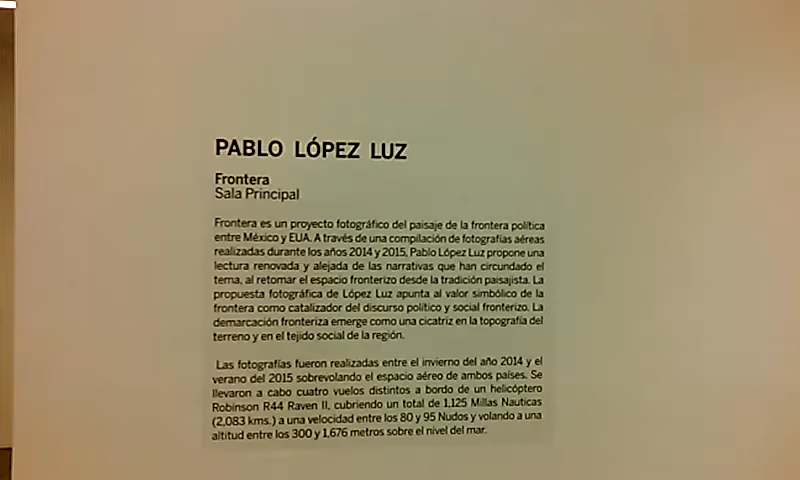 PABLO LÓPEZ LUZ
Frontera
Sala Principal
Frontera es un proyecto fotográfico del paisaje de la frontera política
entre México y EUA. A través de una compilación de fotografías aéreas
realizadas durante los años 2014 y 2015, Pablo López Luz propone una
lectura renovada y alejada de las narrativas que han circundado el
tema, al retomar el espacio fronterizo desde la tradición paisajista. La
propuesta fotográfica de López Luz apunta al valor simbólico de la
frontera como catalizador del discurso político y social fronterizo. La
demarcación fronteriza emerge como una cicatriz en la topografía del
terreno y en el tejido social de la región.
Las fotografías fueron realizadas entre el invierno del año 2014 y el
verano del 2015 sobrevolando el espacio aéreo de ambos países. Se
llevaron a cabo cuatro vuelos distintos a bordo de un helicóptero
Robinson R44 Raven II, cubriendo un total de 1,125 Millas Nauticas
(2,083 kms.) a una velocidad entre los 80 y 95 Nudos y volando a una
altitud entre los 300 y 1,676 metros sobre el nivel del mar.